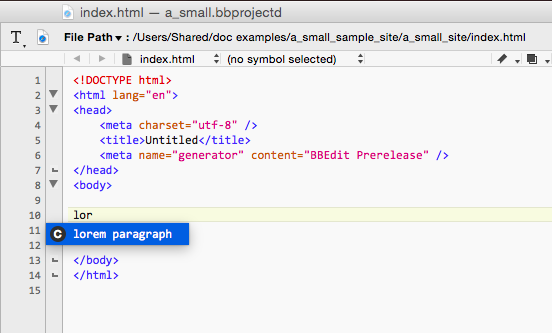 index.html — a_small.bbprojectd
T File Path ▾ : /Users/Shared/doc examples/a_small_sample_site/a_small_site/index.html
index.html (no symbol selected)
1 <!DOCTYPE html>
2 <html lang="en">
3 <head>
4 <meta charset="utf-8" />
5 <title>Untitled</title>
6 <meta name="generator" content="BBEdit Prerelease" />
7 </head>
8 <body>
9
10 lor
11 C lorem paragraph
12
13 </body>
14 </html>
15